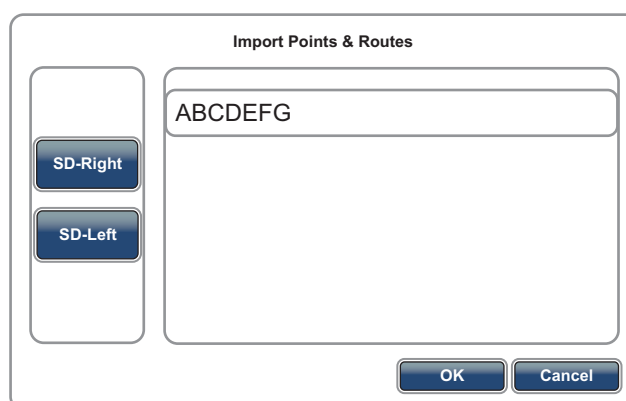 Import Points & Routes
ABCDEFG
SD-Right
SD-Left
OK
Cancel